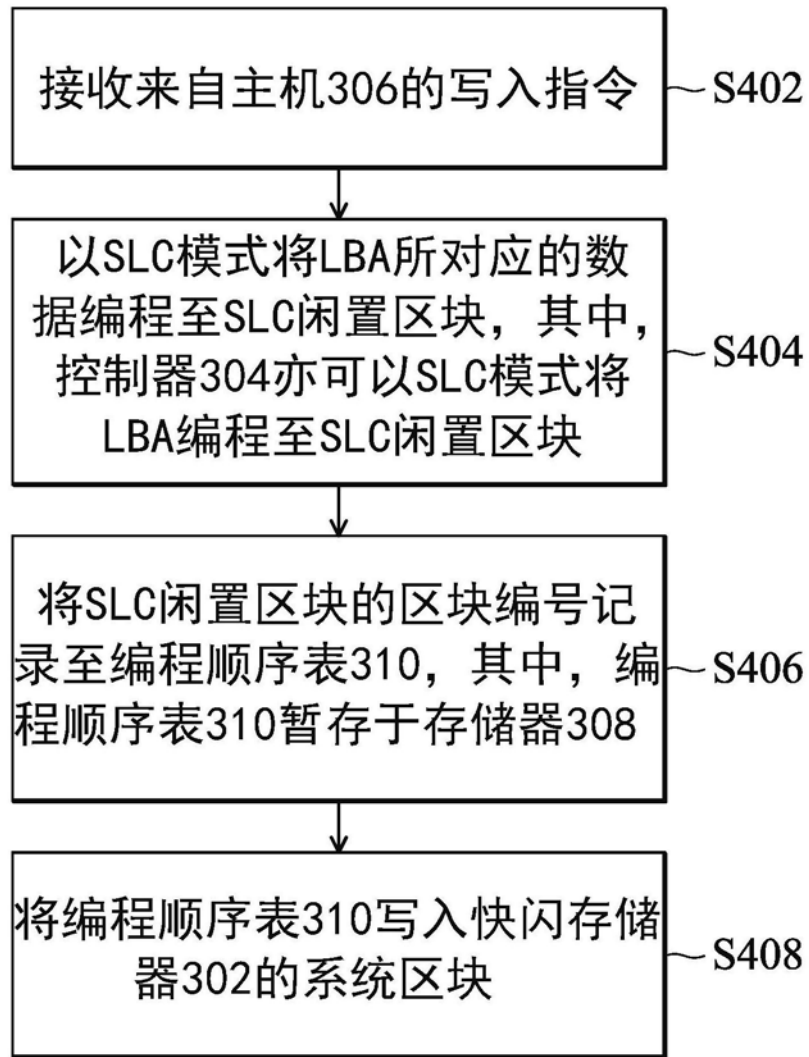 接收来自主机306的写入指令
S402
以SLC模式将LBA所对应的数
据编程至SLC闲置区块，其中，
控制器304亦可以SLC模式将
LBA编程至SLC闲置区块
S404
将SLC闲置区块的区块编号记
录至编程顺序表310，其中，编
程顺序表310暂存于存储器308
S406
将编程顺序表310写入快闪存储
器302的系统区块
S408